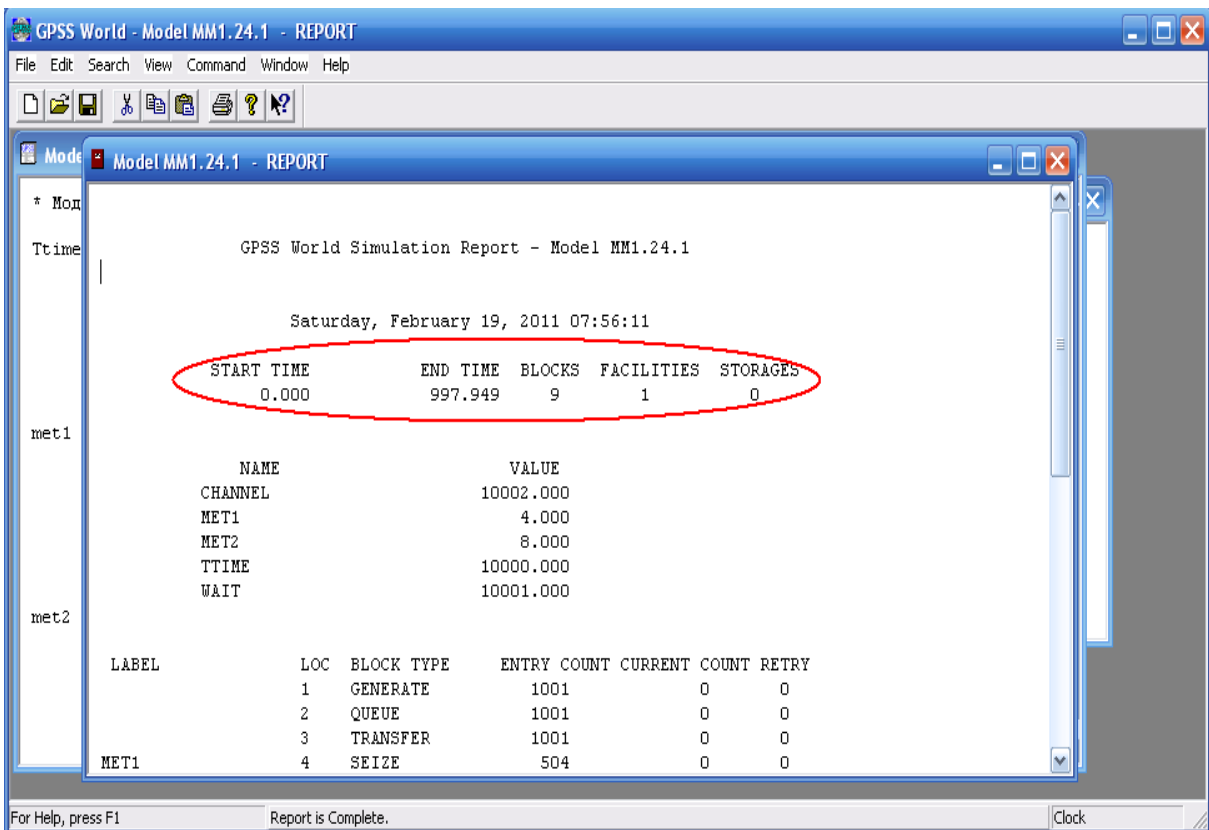 GPSS World - Model MM1.24.1 - REPORT
File Edit Search View Command Window Help
Mode
Model MM1.24.1 - REPORT
* Мод
Ttime
met1
met2
GPSS World Simulation Report - Model MM1.24.1
Saturday, February 19, 2011 07:56:11
START TIME END TIME BLOCKS FACILITIES STORAGES
0.000 997.949 9 1 0
NAME VALUE
CHANNEL 10002.000
MET1 4.000
MET2 8.000
TTIME 10000.000
WAIT 10001.000
LABEL LOC BLOCK TYPE ENTRY COUNT CURRENT COUNT RETRY
1 GENERATE 1001 0 0
2 QUEUE 1001 0 0
3 TRANSFER 1001 0 0
MET1 4 SEIZE 504 0 0
For Help, press F1 Report is Complete. Clock